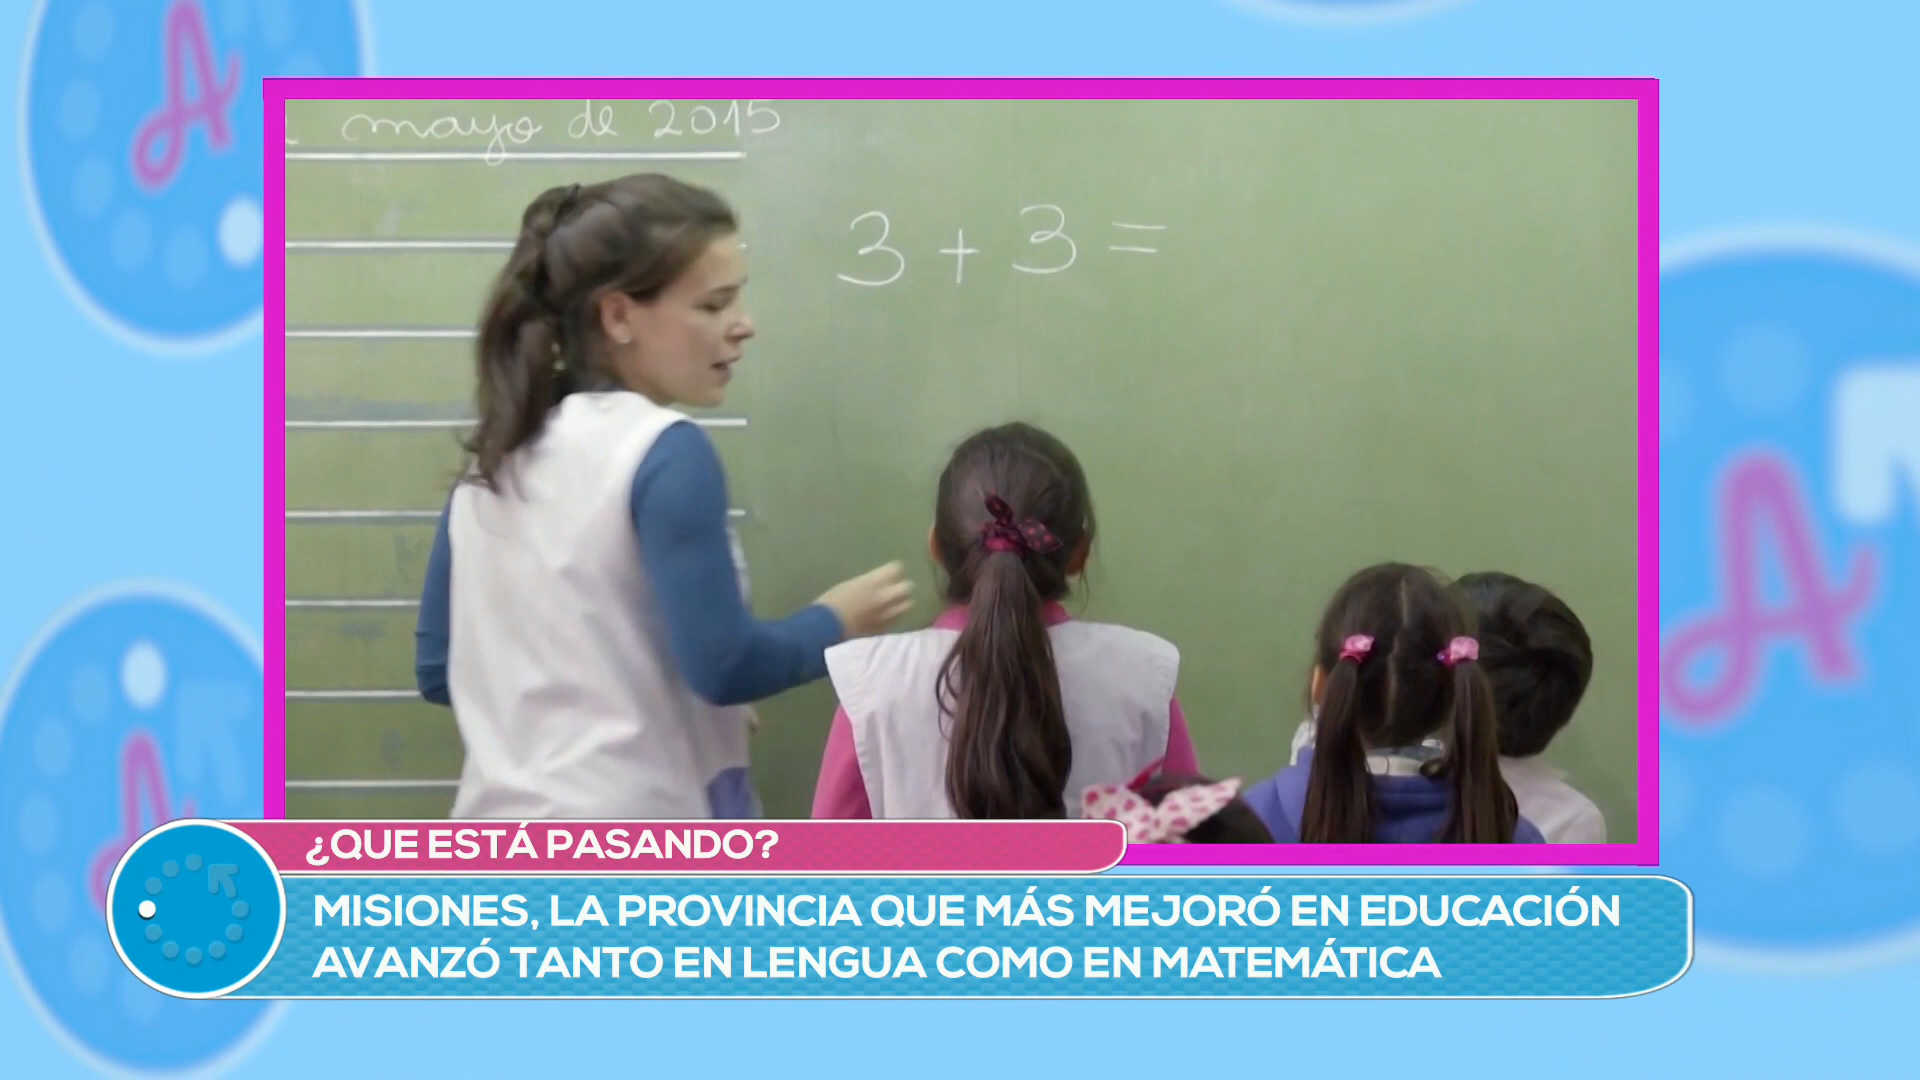 mayo de 2015
3 + 3 =
¿QUE ESTÁ PASANDO?
MISIONES, LA PROVINCIA QUE MÁS MEJORÓ EN EDUCACIÓN
AVANZÓ TANTO EN LENGUA COMO EN MATEMÁTICA
A
A
A